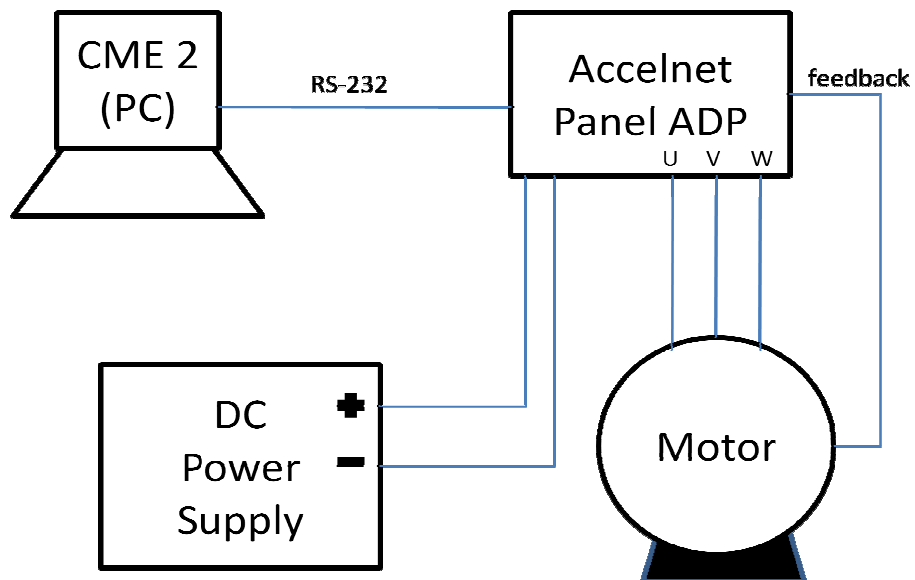 CME 2
(PC)
RS-232
Accelnet
Panel ADP
U V W
feedback
DC
Power
Supply
+
-
Motor